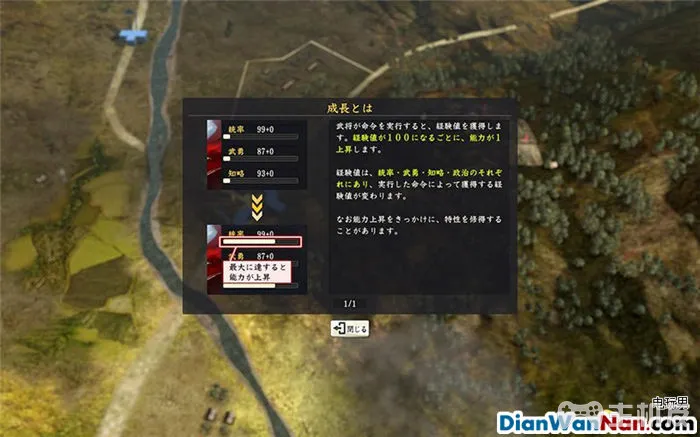 成長とは
統率 99+0
武勇 87+0
知略 93+0
統率 99+0
武勇 87+0
最大に達すると
能力が上昇
武将が命令を実行すると、経験値を獲得しま
す。経験値が100になるごとに、能力が1
上昇します。
経験値は、統率・武勇・知略・政治のそれぞ
れにあり、実行した命令によって獲得する経
験値が変わります。
なお能力上昇をきっかけに、特性を修得する
ことがあります。
1/1
閉じる
电玩男
DianWanNan.com